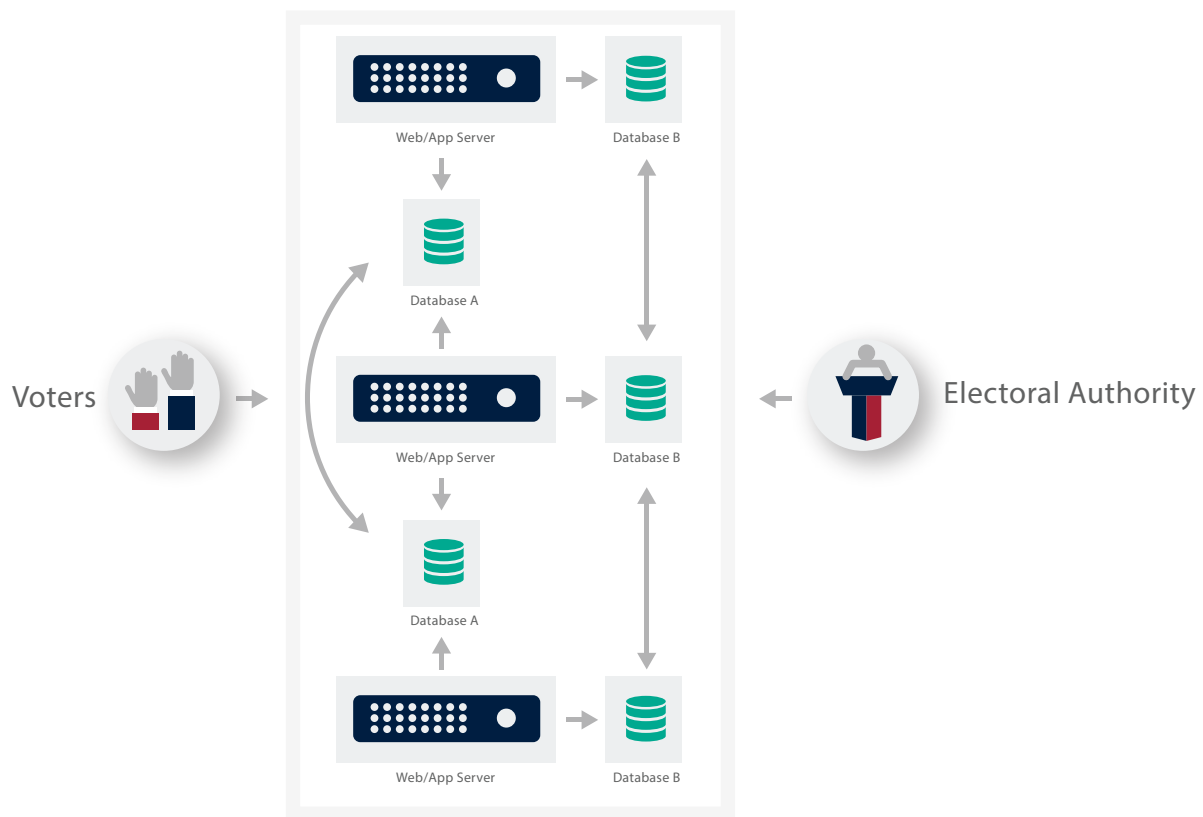 Web/App Server
Database B
Database A
Voters
Web/App Server
Database B
Electoral Authority
Database A
Web/App Server
Database B